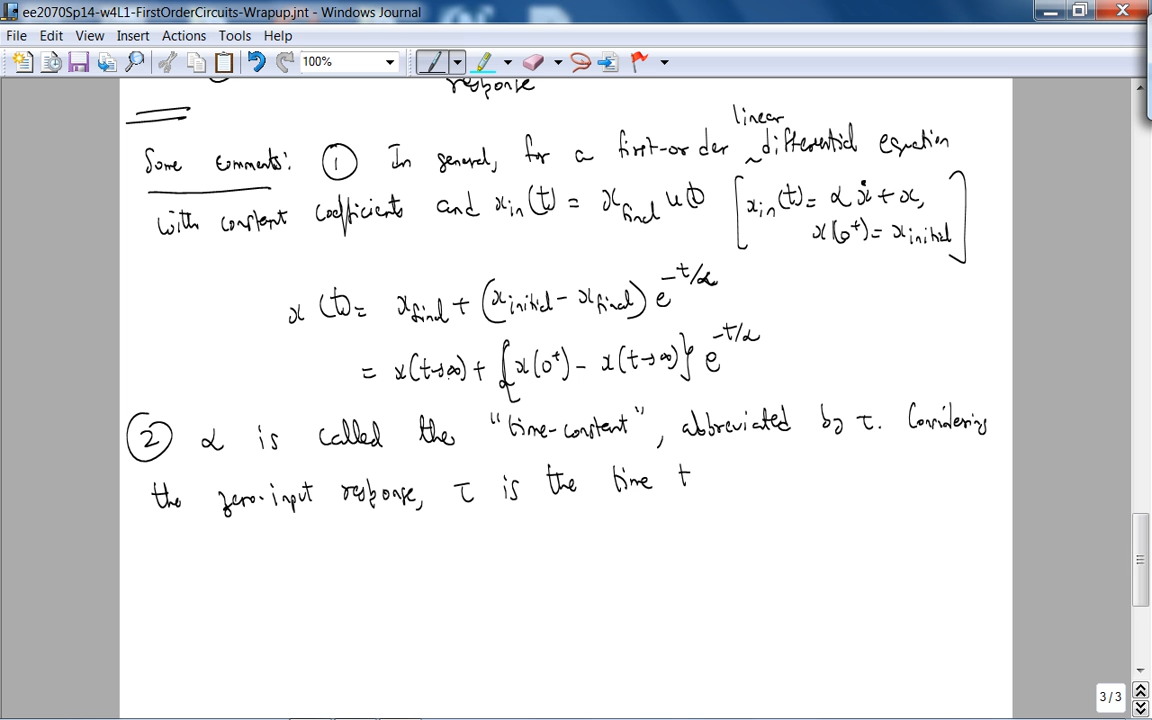 ee2070Sp14-w4L1-FirstOrderCircuits-Wrapup.jnt - Windows Journal
File Edit View Insert Actions Tools Help
100%
response
linear
Some comments: ① In general, for a first-order differential equation
with constant coefficients and x_in(t) = x_final u(t) [x_in(t) = αẋ + x,
x(0⁺) = x_initial]
x(t) = x_final + (x_initial - x_final) e^{-t/α}
= x(t→∞) + {x(0⁺) - x(t→∞)} e^{-t/α}
② α is called the "time-constant", abbreviated by τ. Considering
the zero-input response, τ is the time t
3/3